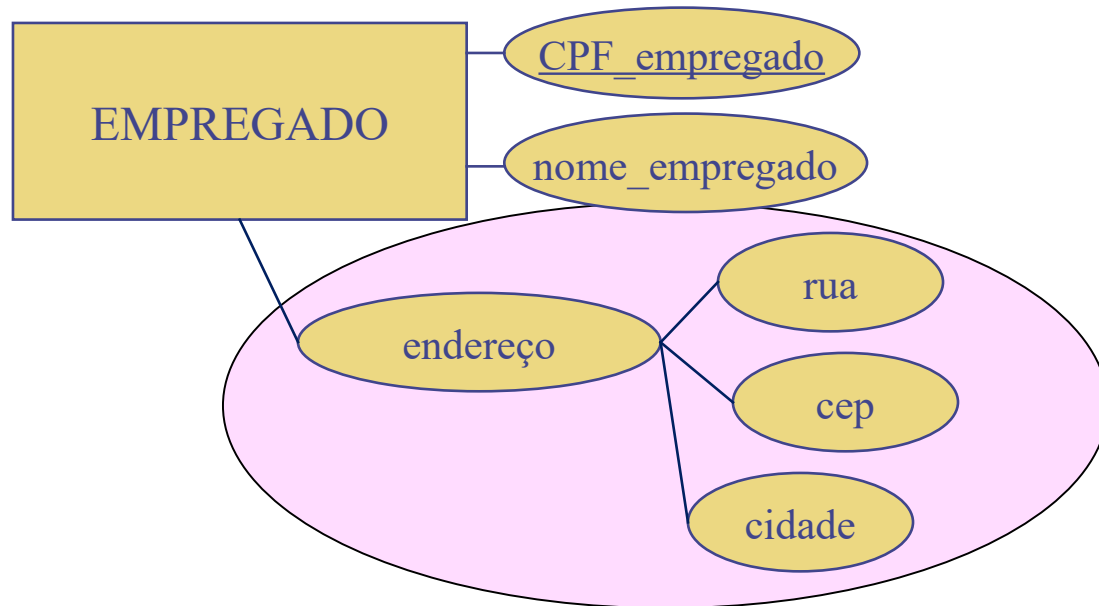 CPF_empregado
EMPREGADO
nome_empregado
rua
endereço
cep
cidade